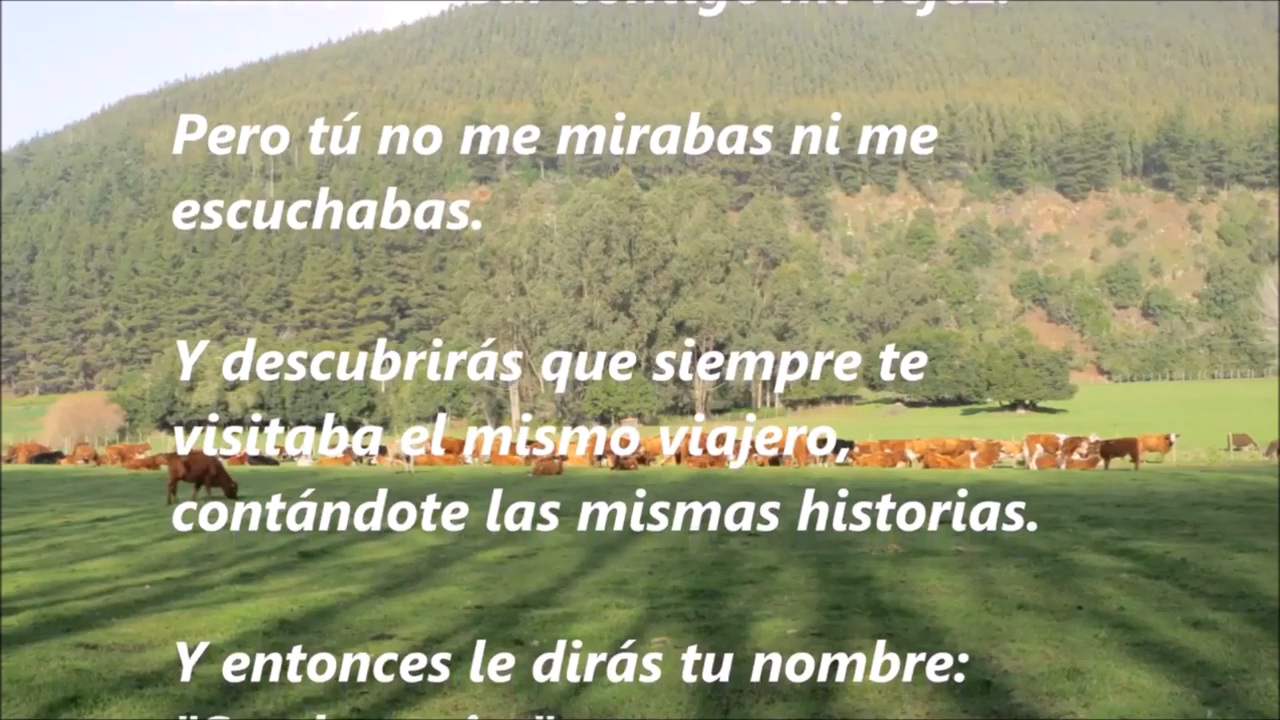 Pero tú no me mirabas ni me
escuchabas.
Y descubrirás que siempre te
visitaba el mismo viajero,
contándote las mismas historias.
Y entonces le dirás tu nombre: